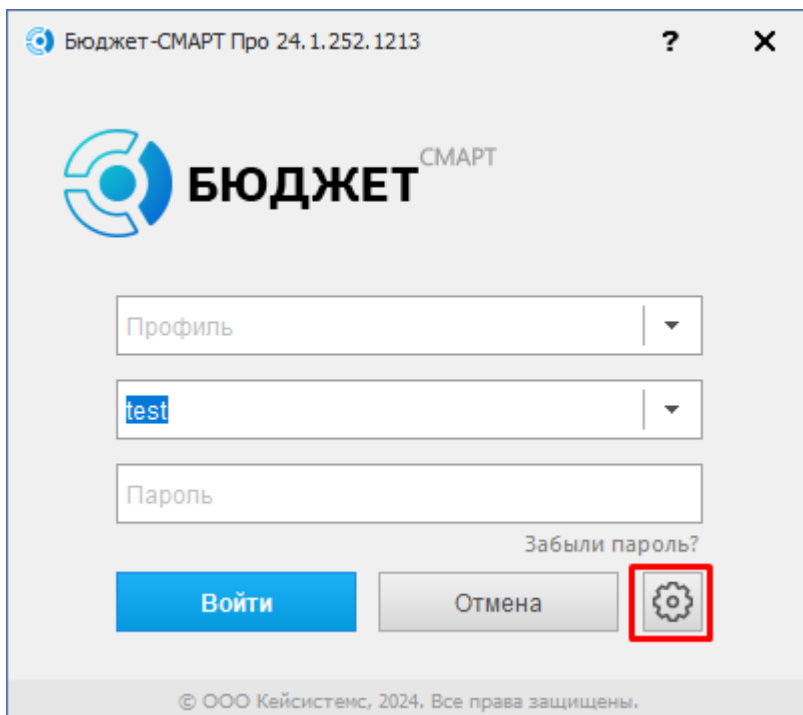 Бюджет-СМАРТ Про 24.1.252.1213 ?
БЮДЖЕТ СМАРТ
Профиль
test
Пароль
Забыли пароль?
Войти Отмена
© ООО Кейсистемс, 2024. Все права защищены.